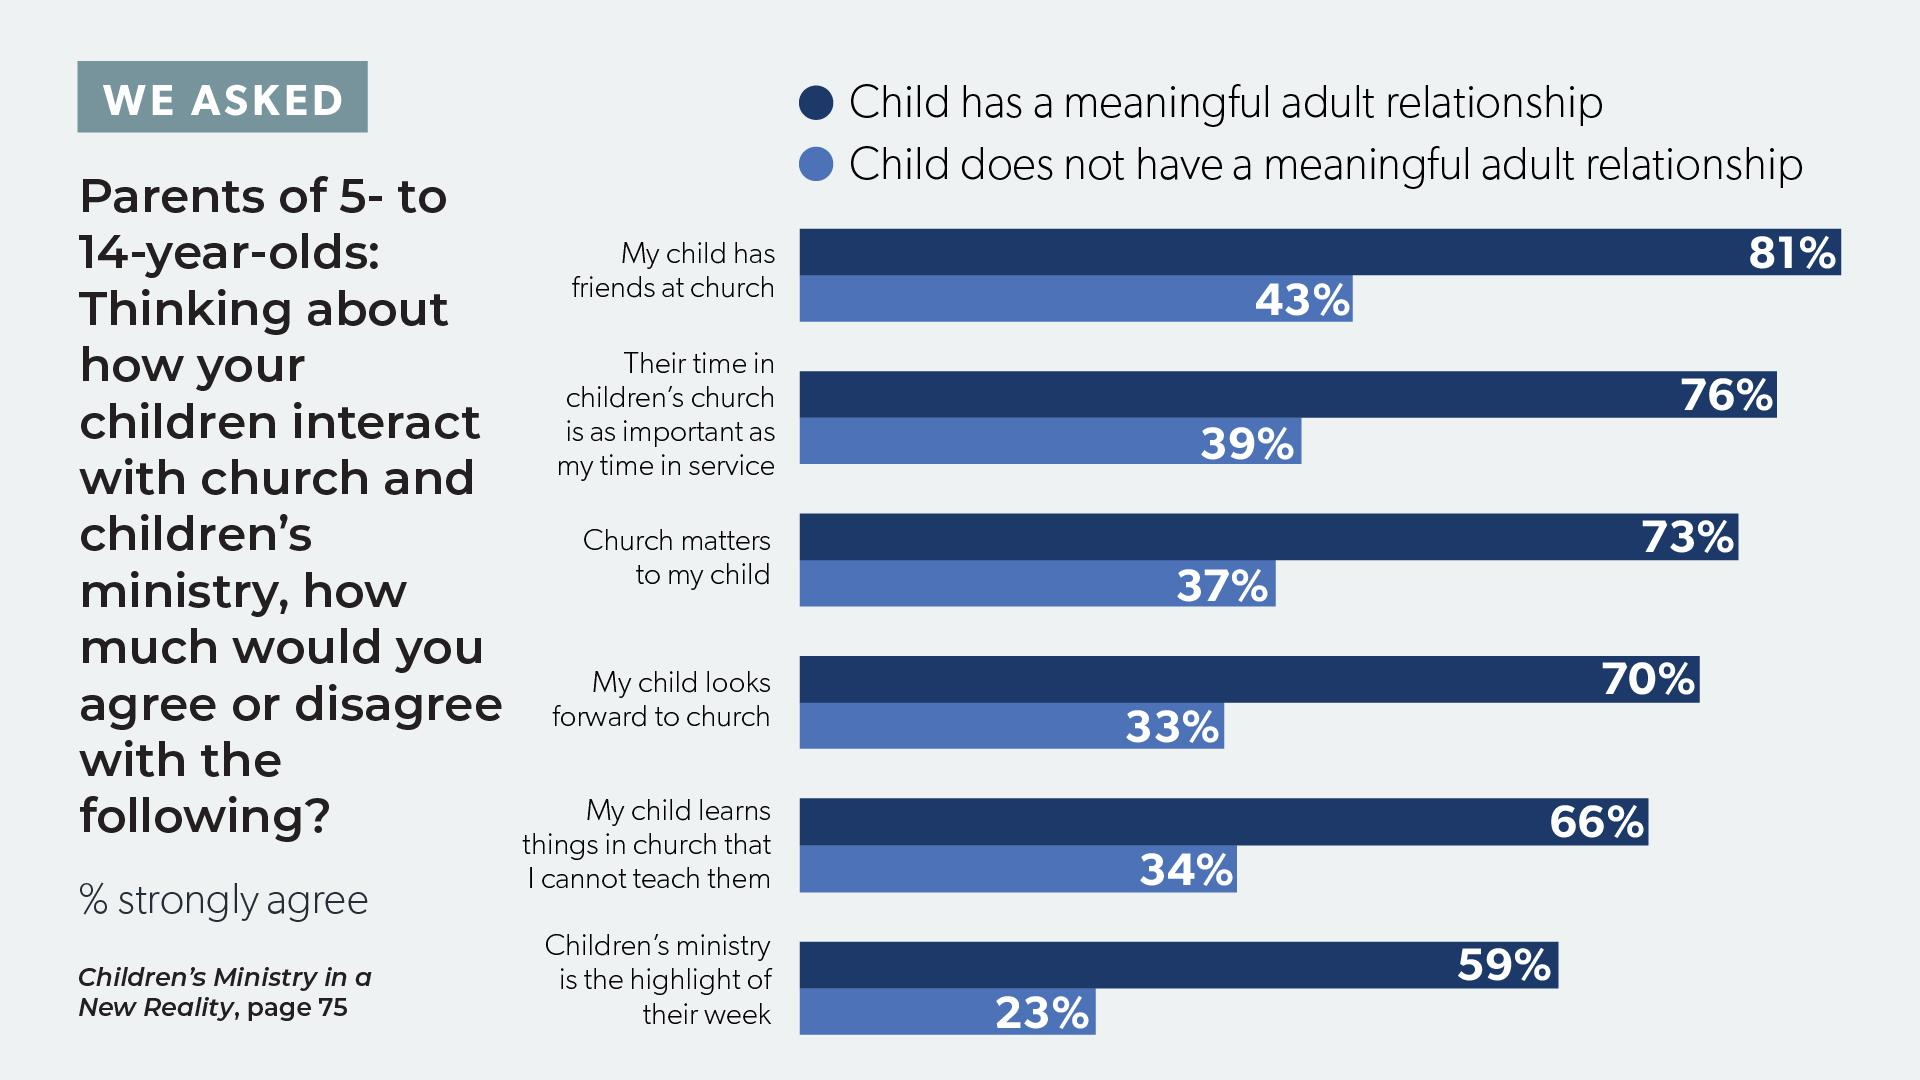 WE ASKED
Parents of 5- to
14-year-olds:
Thinking about
how your
children interact
with church and
children’s
ministry, how
much would you
agree or disagree
with the
following?
% strongly agree
Children’s Ministry in a
New Reality, page 75
Child has a meaningful adult relationship
Child does not have a meaningful adult relationship
My child has
friends at church
81%
43%
Their time in
children’s church
is as important as
my time in service
76%
39%
Church matters
to my child
73%
37%
My child looks
forward to church
70%
33%
My child learns
things in church that
I cannot teach them
66%
34%
Children’s ministry
is the highlight of
their week
59%
23%